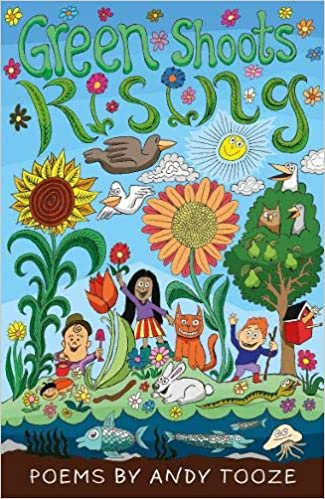 Green Shoots
Rising
POEMS BY ANDY TOOZE